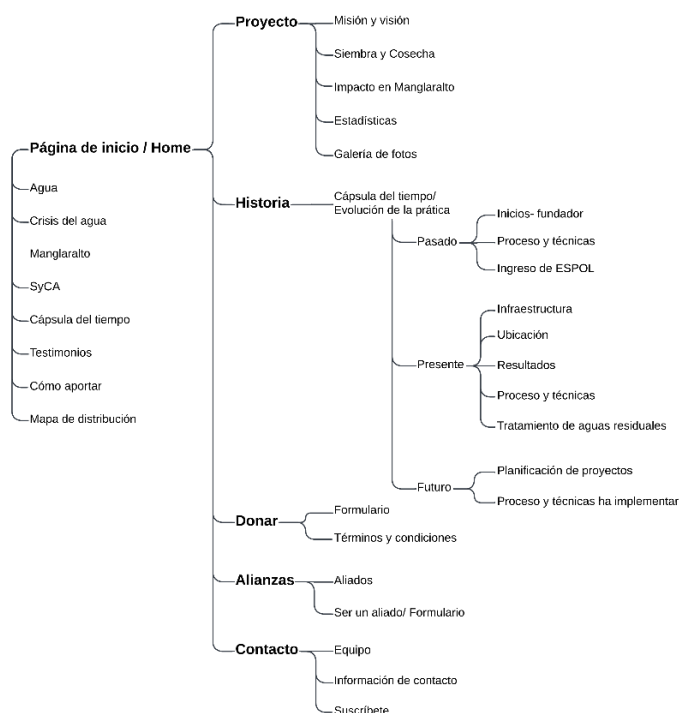 Página de inicio / Home
Agua
Crisis del agua
Manglaralto
SyCA
Cápsula del tiempo
Testimonios
Cómo aportar
Mapa de distribución
Proyecto
Misión y visión
Siembra y Cosecha
Impacto en Manglaralto
Estadísticas
Galería de fotos
Historia
Cápsula del tiempo/
Evolución de la prática
Pasado
Inicios- fundador
Proceso y técnicas
Ingreso de ESPOL
Presente
Infraestructura
Ubicación
Resultados
Proceso y técnicas
Tratamiento de aguas residuales
Futuro
Planificación de proyectos
Proceso y técnicas ha implementar
Donar
Formulario
Términos y condiciones
Alianzas
Aliados
Ser un aliado/ Formulario
Contacto
Equipo
Información de contacto
Suscríbete